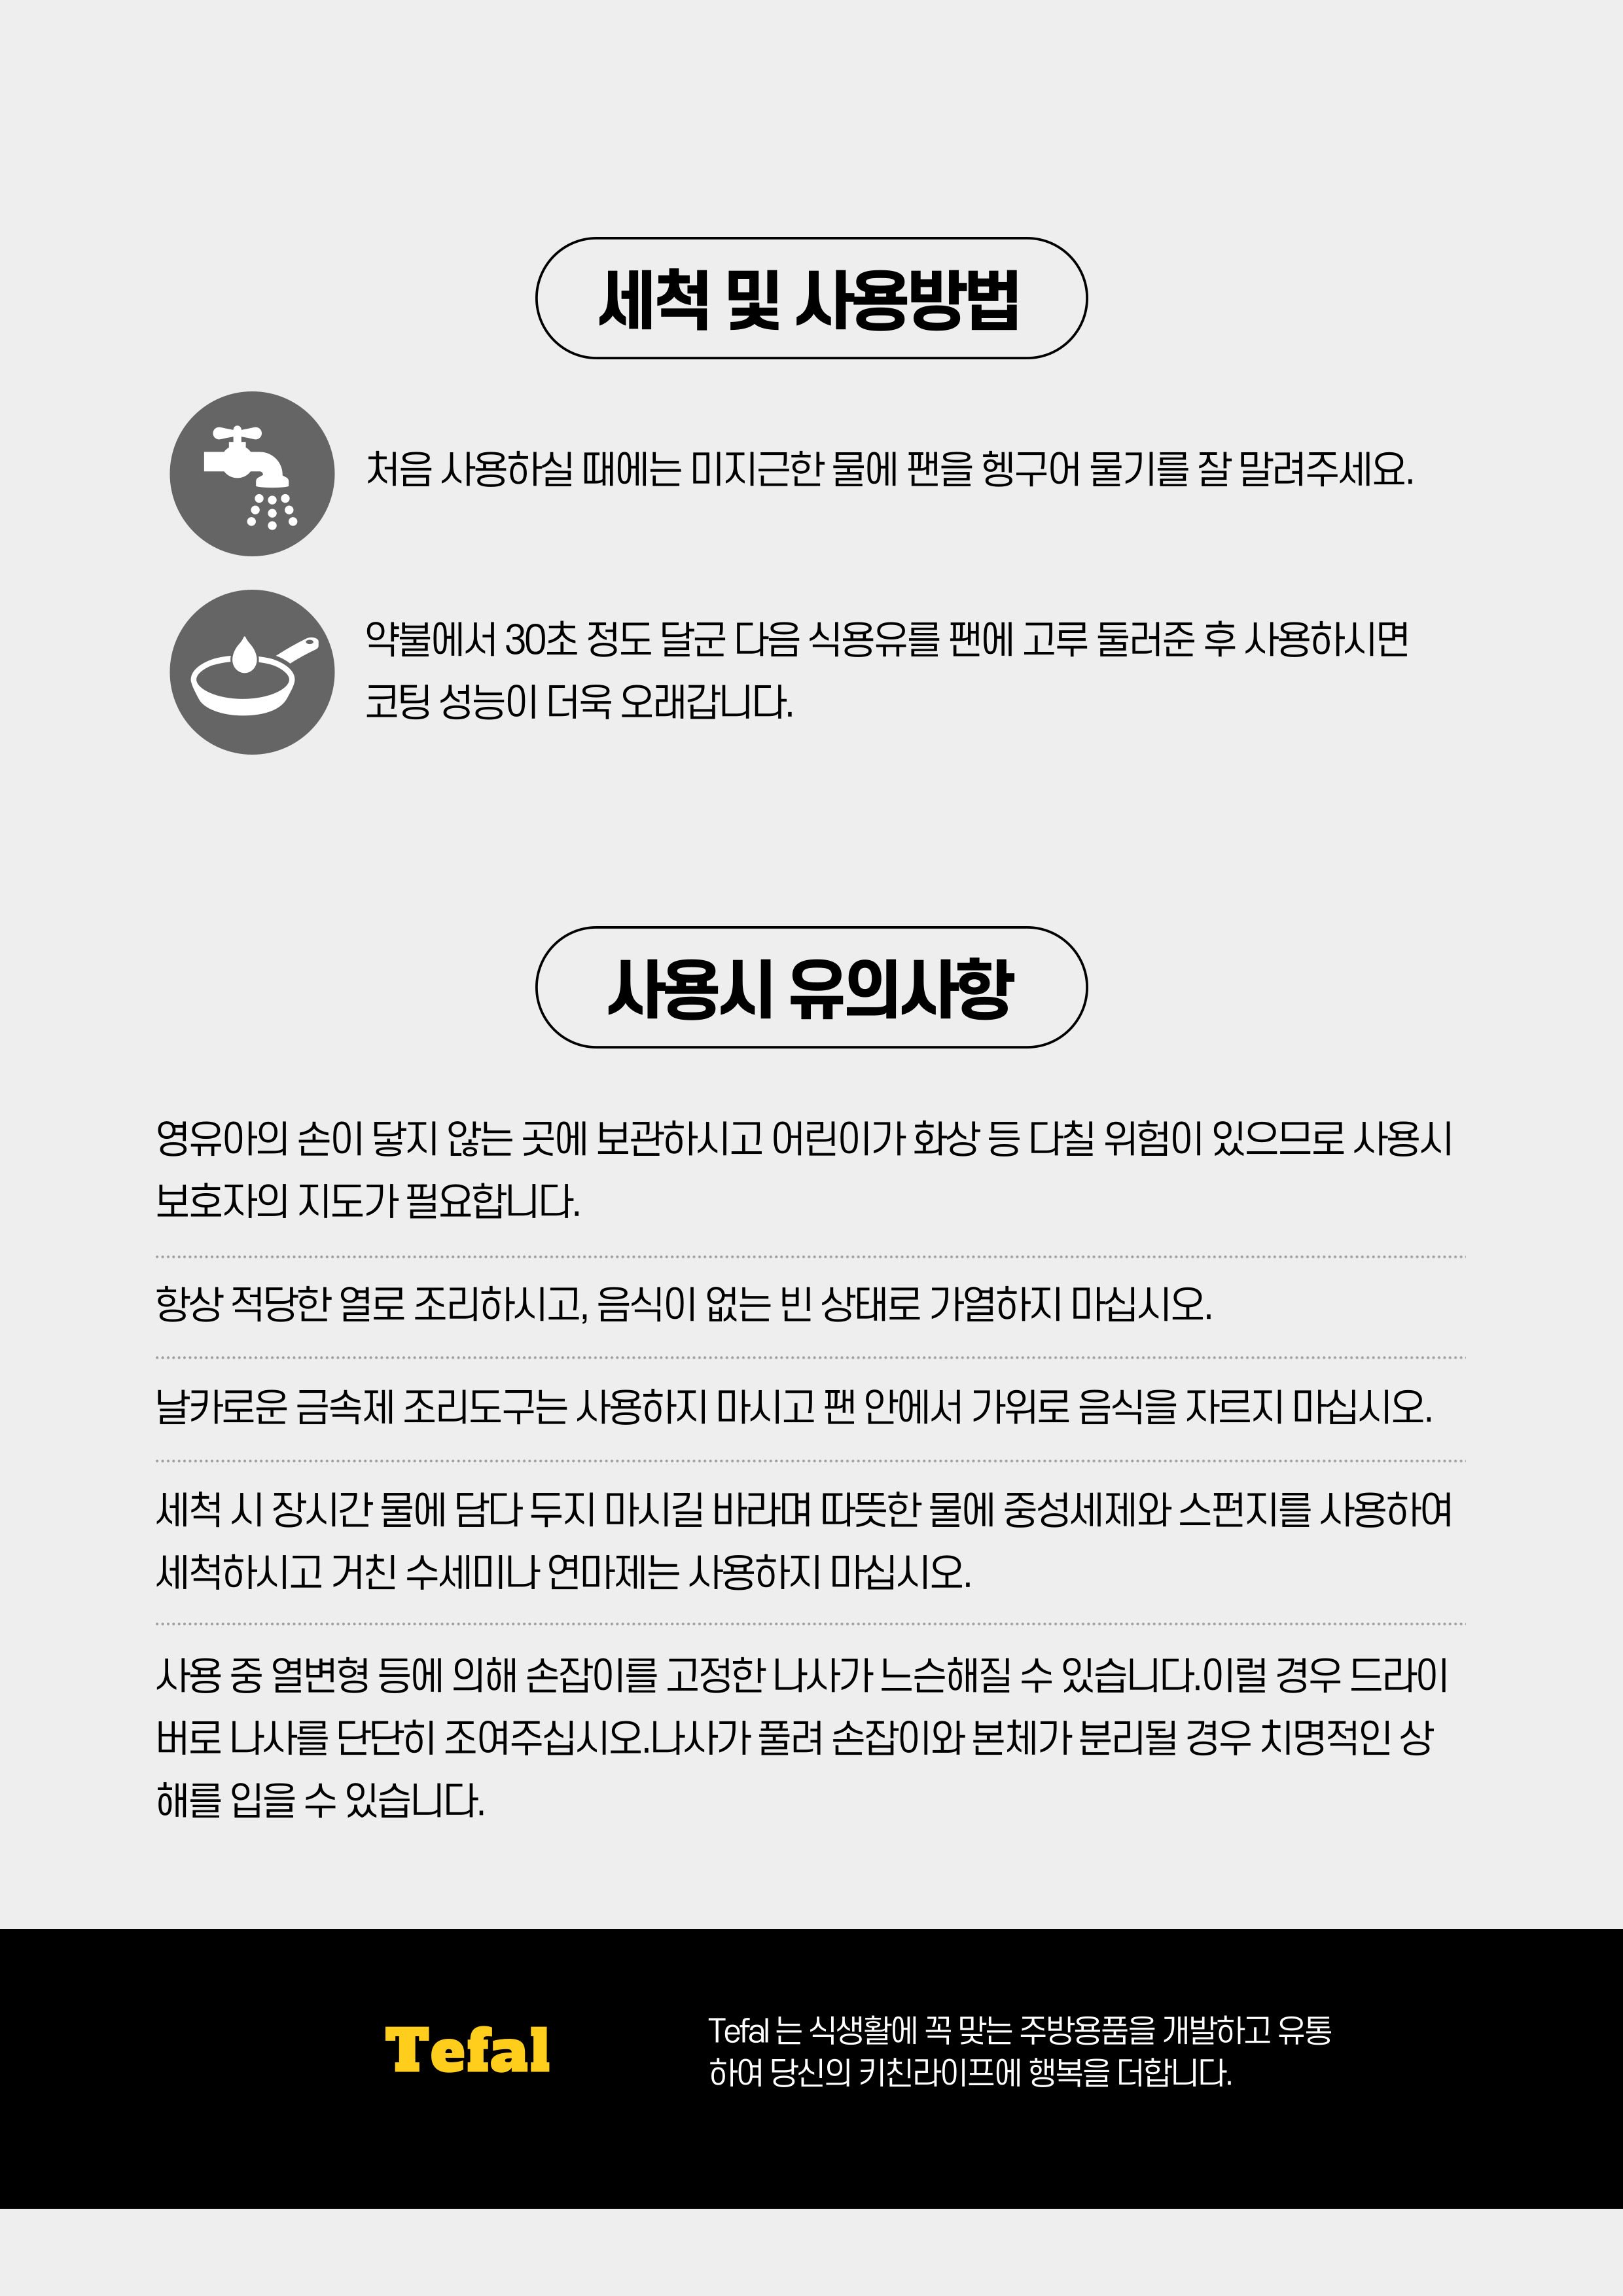 세척 및 사용방법
처음 사용하실 때에는 미지근한 물에 팬을 헹구어 물기를 잘 말려주세요.
약불에서 30초 정도 달군 다음 식용유를 팬에 고루 둘러준 후 사용하시면
코팅 성능이 더욱 오래갑니다.
사용시 유의사항
영유아의 손이 닿지 않는 곳에 보관하시고 어린이가 화상 등 다칠 위험이 있으므로 사용시
보호자의 지도가 필요합니다.
항상 적당한 열로 조리하시고, 음식이 없는 빈 상태로 가열하지 마십시오.
날카로운 금속제 조리도구는 사용하지 마시고 팬 안에서 가위로 음식을 자르지 마십시오.
세척 시 장시간 물에 담다 두지 마시길 바라며 따뜻한 물에 중성세제와 스펀지를 사용하여
세척하시고 거친 수세미나 연마제는 사용하지 마십시오.
사용 중 열변형 등에 의해 손잡이를 고정한 나사가 느슨해질 수 있습니다.이럴 경우 드라이
버로 나사를 단단히 조여주십시오.나사가 풀려 손잡이와 본체가 분리될 경우 치명적인 상
해를 입을 수 있습니다.
Tefal
Tefal 는 식생활에 꼭 맞는 주방용품을 개발하고 유통
하여 당신의 키친라이프에 행복을 더합니다.